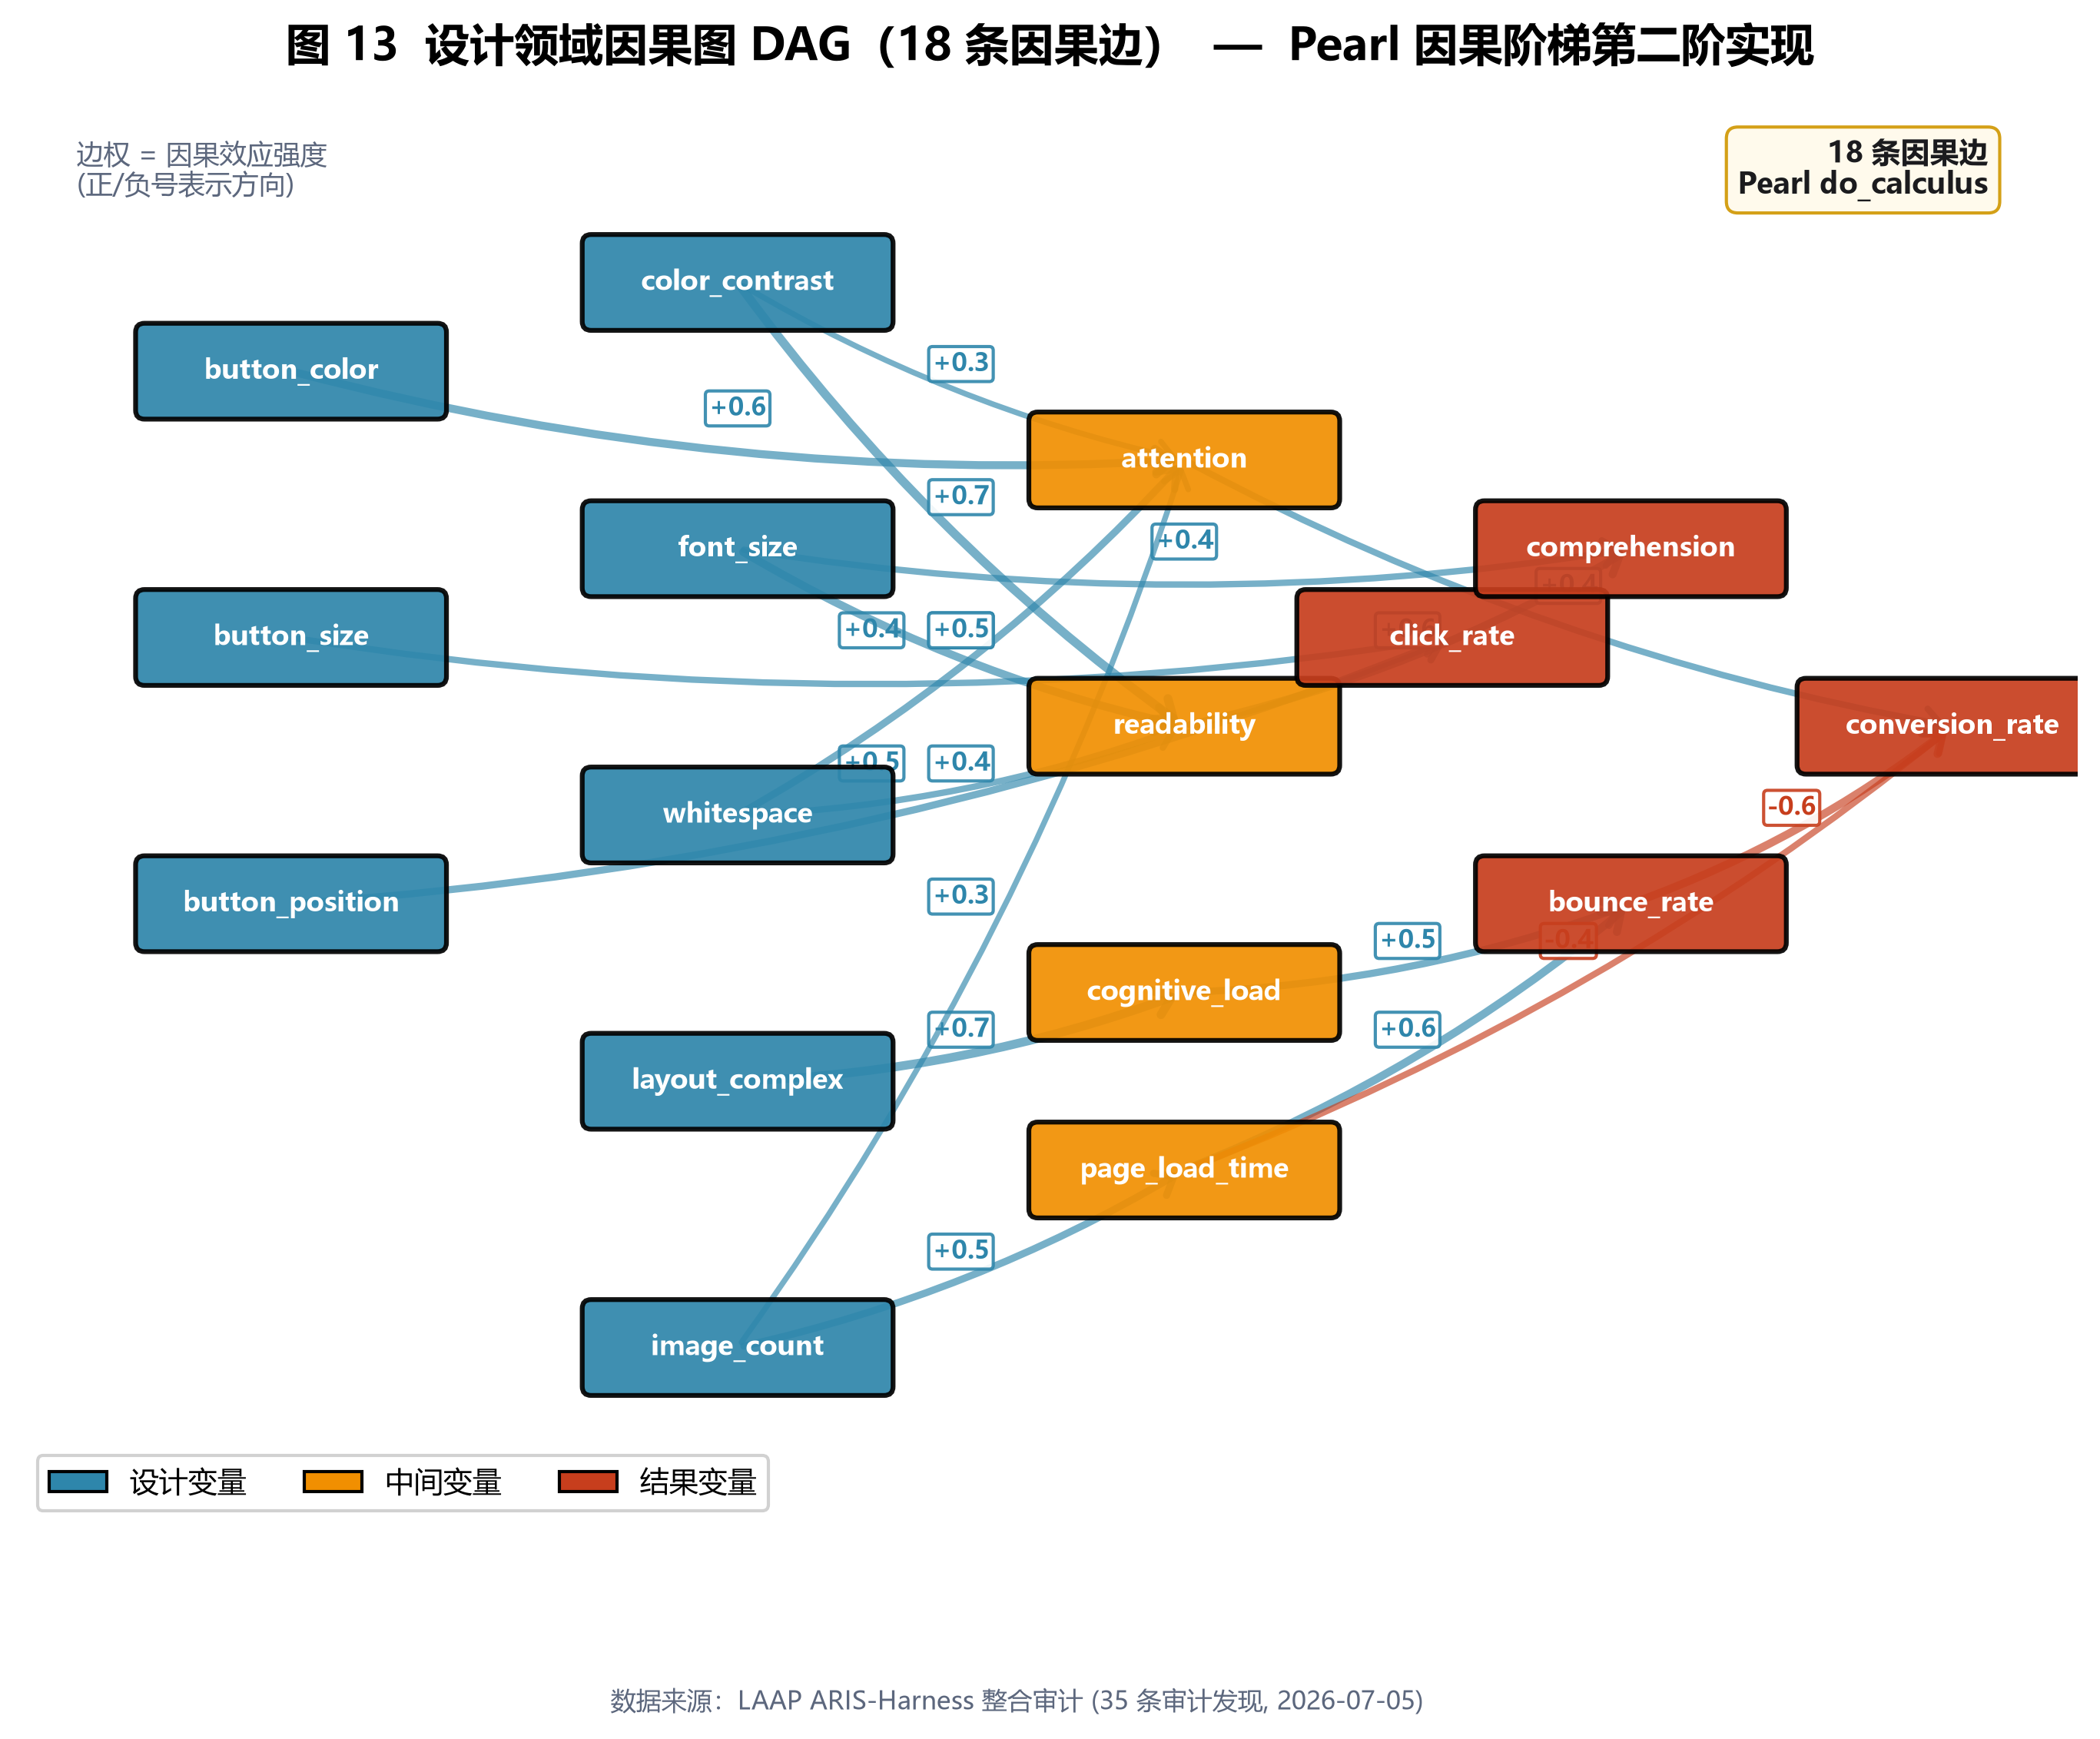 图 13  设计领域因果图 DAG（18 条因果边） — Pearl 因果阶梯第二阶实现
边权 = 因果效应强度
(正/负号表示方向)
18 条因果边
Pearl do_calculus
color_contrast
button_color
+0.3
+0.6
attention
+0.7
+0.4
font_size
comprehension
+0.4
button_size
+0.4
+0.5
click_rate
readability
conversion_rate
+0.5
+0.4
whitespace
-0.6
button_position
+0.3
bounce_rate
+0.5
-0.4
cognitive_load
+0.7
+0.6
layout_complex
page_load_time
+0.5
image_count
设计变量
中间变量
结果变量
数据来源：LAAP ARIS-Harness 整合审计 (35 条审计发现, 2026-07-05)